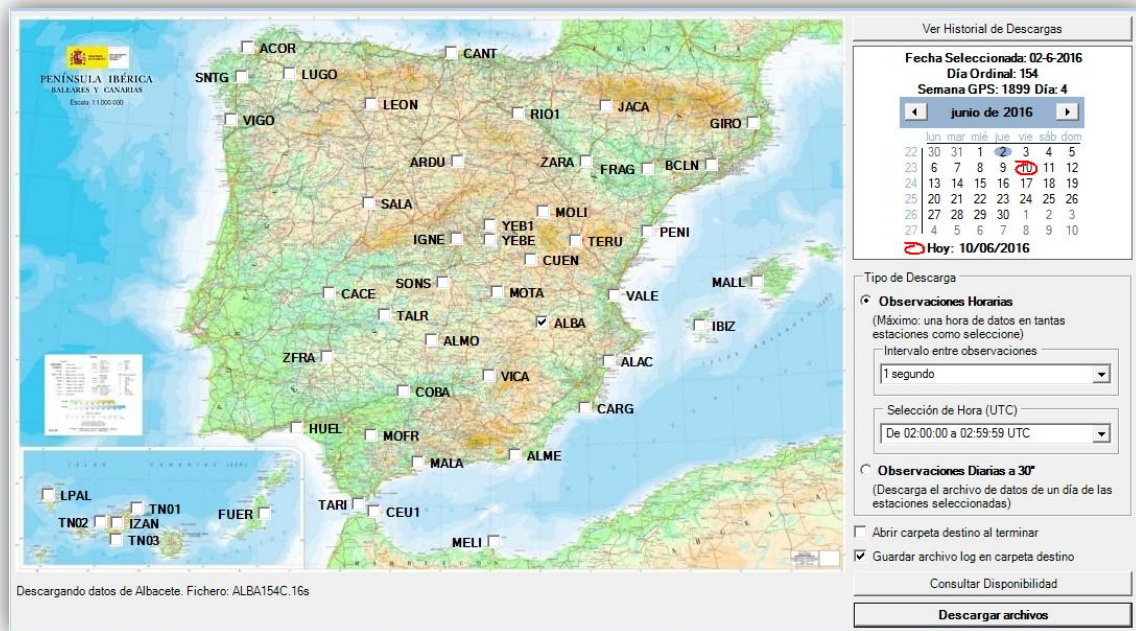 PENÍNSULA IBÉRICA
BALEARES Y CANARIAS
Escala: 1:1.000.000
ACOR
CANT
SNTG
LUGO
LEON
RIO1
JACA
VIGO
GIRO
ARDU
ZARA
FRAG
BCLN
SALA
MOLI
YEB1
IGNE
YEBE
TERU
PENI
CUEN
SONS
MALL
CACE
MOTA
VALE
TALR
ALBA
IBIZ
ALMO
ZFRA
ALAC
VICA
COBA
CARG
HUEL
MOFR
MALA
ALME
LPAL
TN01
TN02
IZAN
FUER
TN03
TARI
CEU1
MELI
Descargando datos de Albacete. Fichero: ALBA154C.16s
Ver Historial de Descargas
Fecha Seleccionada: 02-6-2016
Día Ordinal: 154
Semana GPS: 1899 Día: 4
junio de 2016
lun mar mié jue vie sáb dom
22 30 31 1 2 3 4 5
23 6 7 8 9 10 11 12
24 13 14 15 16 17 18 19
25 20 21 22 23 24 25 26
26 27 28 29 30 1 2 3
27 4 5 6 7 8 9 10
Hoy: 10/06/2016
Tipo de Descarga
Observaciones Horarias
(Máximo: una hora de datos en tantas
estaciones como seleccione)
Intervalo entre observaciones
1 segundo
Selección de Hora (UTC)
De 02:00:00 a 02:59:59 UTC
Observaciones Diarias a 30"
(Descarga el archivo de datos de un día de las
estaciones seleccionadas)
Abrir carpeta destino al terminar
Guardar archivo log en carpeta destino
Consultar Disponibilidad
Descargar archivos